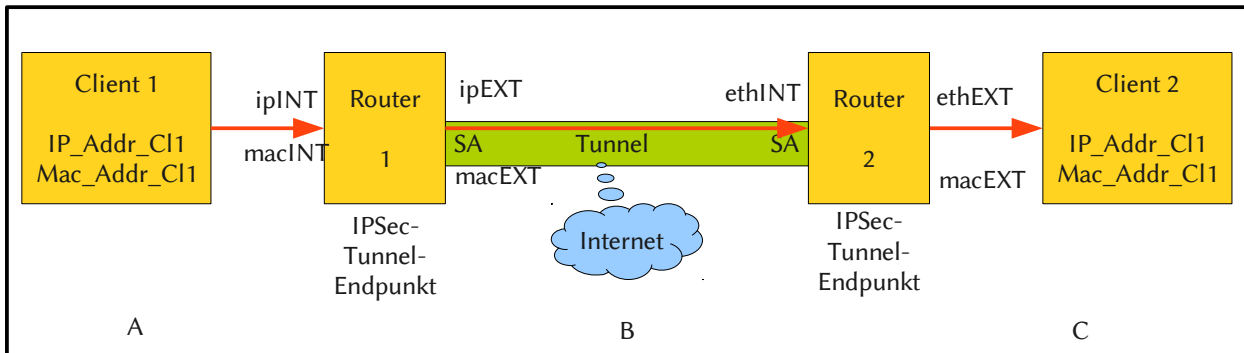 Client 1
IP_Addr_Cl1
Mac_Addr_Cl1
ipINT
macINT
Router
1
IPSec-
Tunnel-
Endpunkt
ipEXT
SA
macEXT
Tunnel
Internet
ethINT
SA
Router
2
IPSec-
Tunnel-
Endpunkt
ethEXT
macEXT
Client 2
IP_Addr_Cl1
Mac_Addr_Cl1
A
B
C